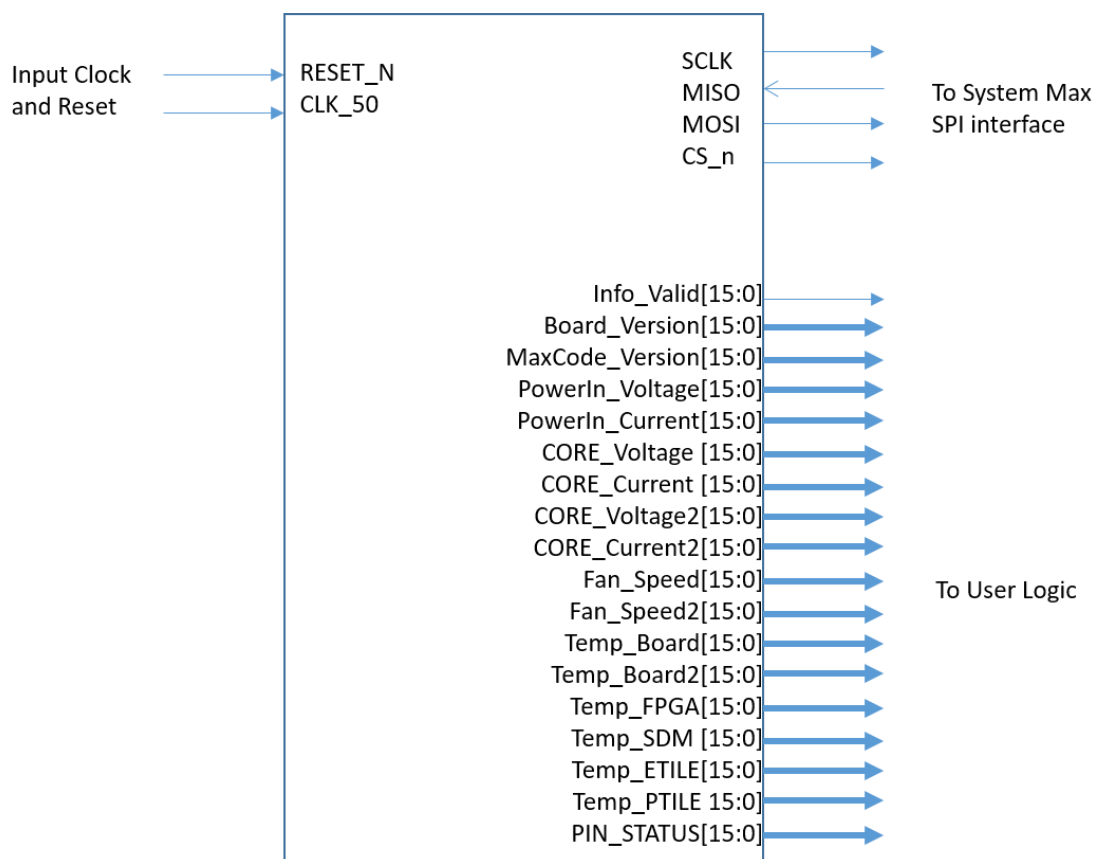 Input Clock
and Reset
RESET_N
CLK_50
SCLK
MISO
MOSI
CS_n
To System Max
SPI interface
Info_Valid[15:0]
Board_Version[15:0]
MaxCode_Version[15:0]
PowerIn_Voltage[15:0]
PowerIn_Current[15:0]
CORE_Voltage [15:0]
CORE_Current [15:0]
CORE_Voltage2[15:0]
CORE_Current2[15:0]
Fan_Speed[15:0]
Fan_Speed2[15:0]
Temp_Board[15:0]
Temp_Board2[15:0]
Temp_FPGA[15:0]
Temp_SDM [15:0]
Temp_ETILE[15:0]
Temp_PTILE 15:0]
PIN_STATUS[15:0]
To User Logic